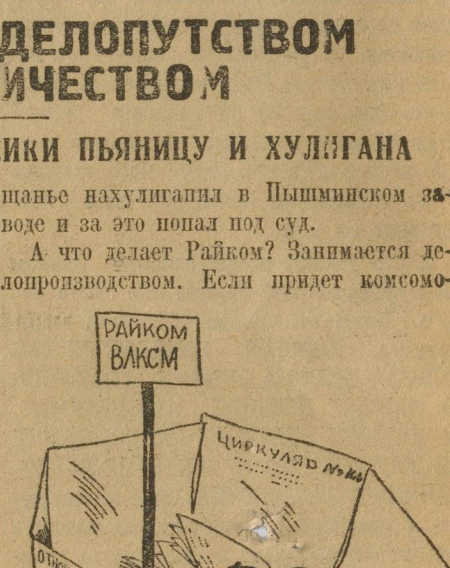 ДЕЛОПУТСТВОМ
ИЧЕСТВОМ
ИКИ ПЬЯНИЦУ И ХУЛИГАНА
щанье нахулиганил в Пышминском за-
воде и за это попал под суд.
А что делает Райком? Занимается де-
лопроизводством. Если придет комсомо-
РАЙКОМ
ВЛКСМ
ЦИРКУЛЯР №